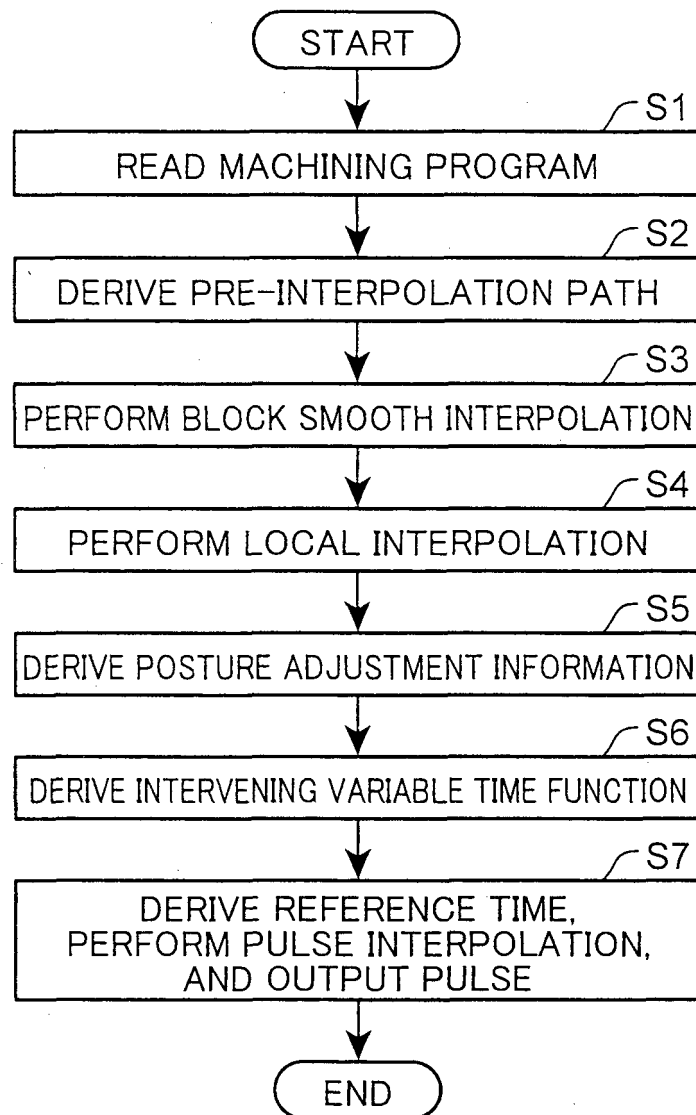 START
S1
READ MACHINING PROGRAM
S2
DERIVE PRE-INTERPOLATION PATH
S3
PERFORM BLOCK SMOOTH INTERPOLATION
S4
PERFORM LOCAL INTERPOLATION
S5
DERIVE POSTURE ADJUSTMENT INFORMATION
S6
DERIVE INTERVENING VARIABLE TIME FUNCTION
S7
DERIVE REFERENCE TIME,
PERFORM PULSE INTERPOLATION,
AND OUTPUT PULSE
END